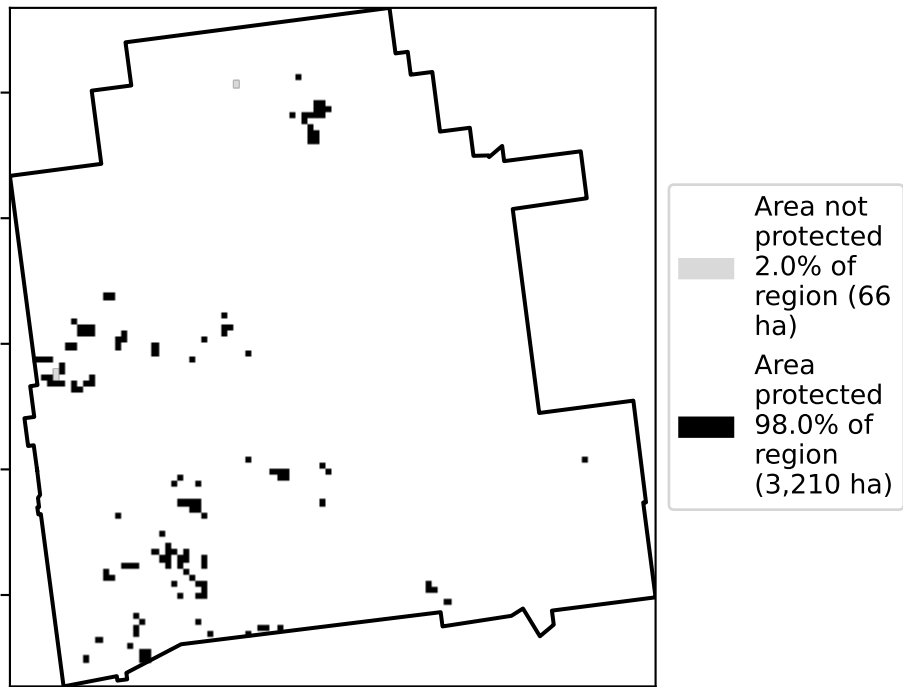 Area not
protected
2.0% of
region (66
ha)
Area
protected
98.0% of
region
(3,210 ha)